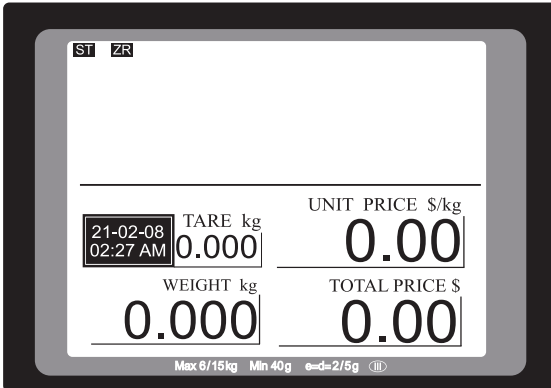 ST ZR
UNIT PRICE $/kg
0.00
21-02-08
02:27 AM
TARE kg
0.000
WEIGHT kg
0.000
TOTAL PRICE $
0.00
Max 6/15kg Min 40g e=d=2/5g III